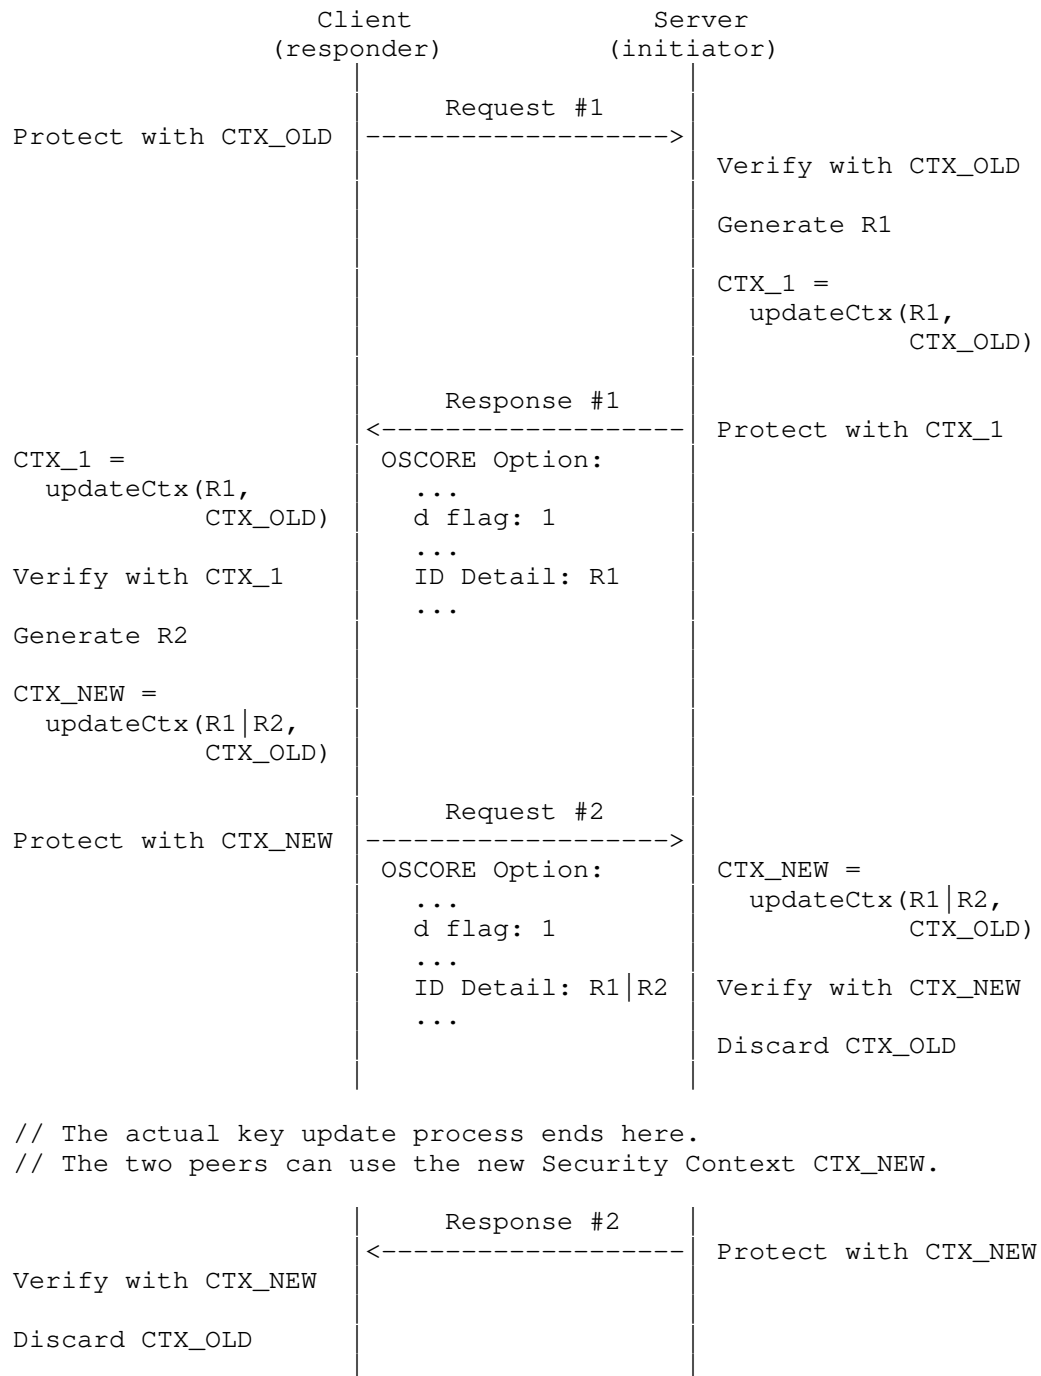 Client Server
(responder) (initiator)
Request #1
Protect with CTX_OLD |------------------->|
Verify with CTX_OLD
Generate R1
CTX_1 =
updateCtx(R1,
CTX_OLD)
Response #1
|<-------------------| Protect with CTX_1
CTX_1 = OSCORE Option:
updateCtx(R1, ...
CTX_OLD) d flag: 1
...
Verify with CTX_1 ID Detail: R1
...
Generate R2
CTX_NEW =
updateCtx(R1|R2,
CTX_OLD)
Request #2
Protect with CTX_NEW |------------------->|
OSCORE Option: CTX_NEW =
... updateCtx(R1|R2,
d flag: 1 CTX_OLD)
...
ID Detail: R1|R2 Verify with CTX_NEW
...
Discard CTX_OLD
// The actual key update process ends here.
// The two peers can use the new Security Context CTX_NEW.
Response #2
|<-------------------| Protect with CTX_NEW
Verify with CTX_NEW
Discard CTX_OLD